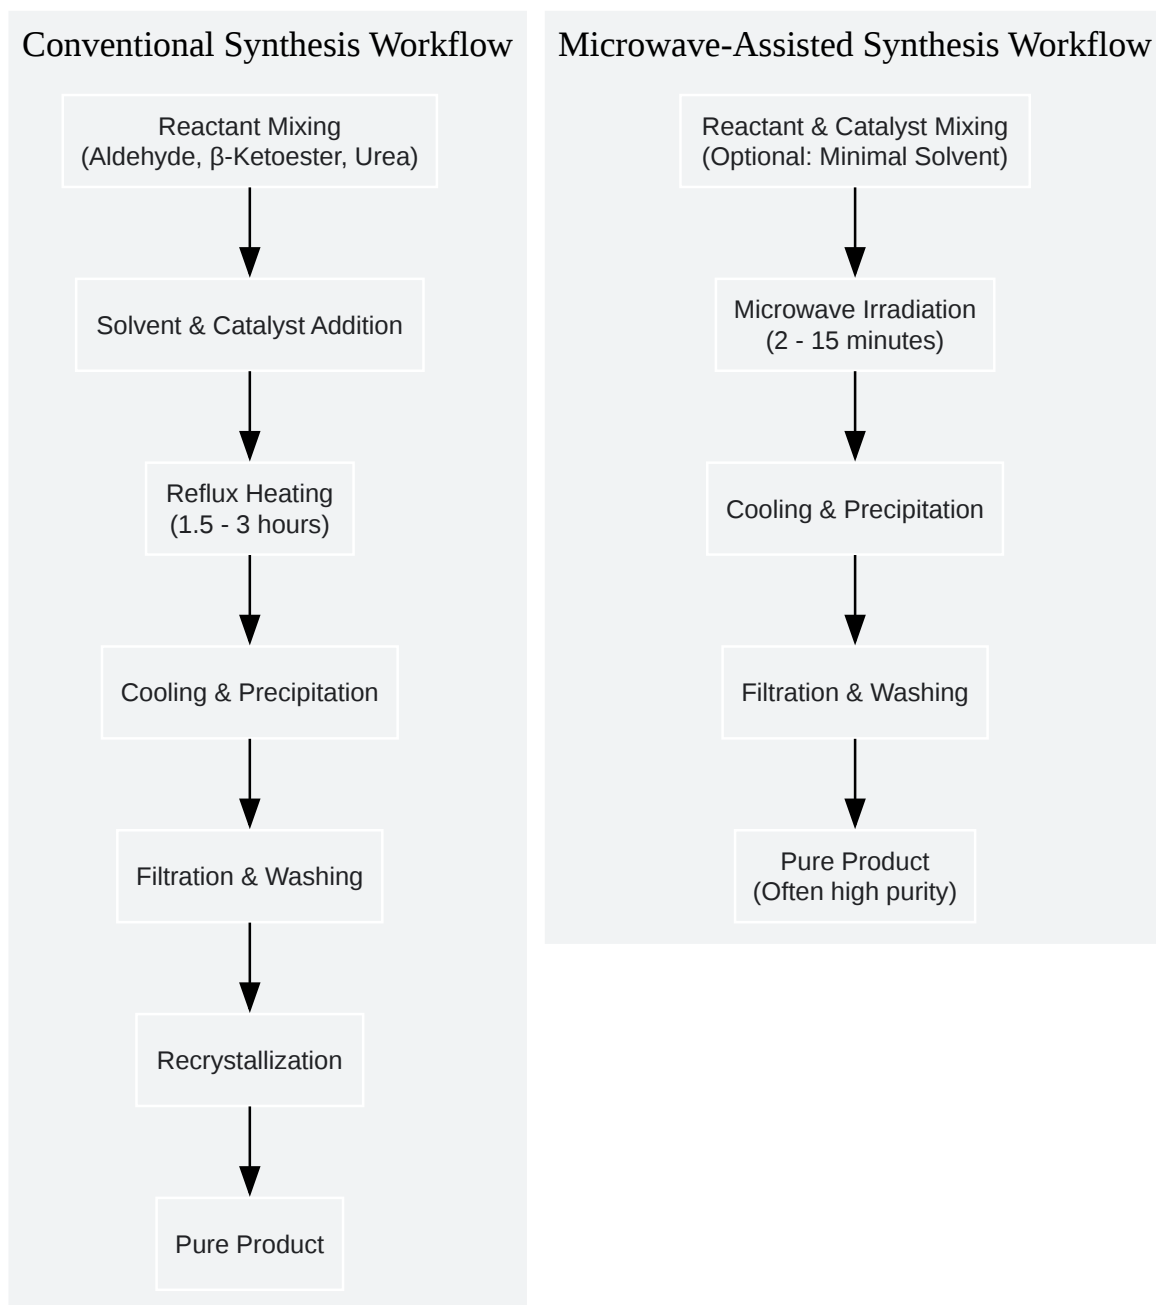 Conventional Synthesis Workflow
Reactant Mixing
(Aldehyde, β-Ketoester, Urea)
Solvent & Catalyst Addition
Reflux Heating
(1.5 - 3 hours)
Cooling & Precipitation
Filtration & Washing
Recrystallization
Pure Product
Microwave-Assisted Synthesis Workflow
Reactant & Catalyst Mixing
(Optional: Minimal Solvent)
Microwave Irradiation
(2 - 15 minutes)
Cooling & Precipitation
Filtration & Washing
Pure Product
(Often high purity)